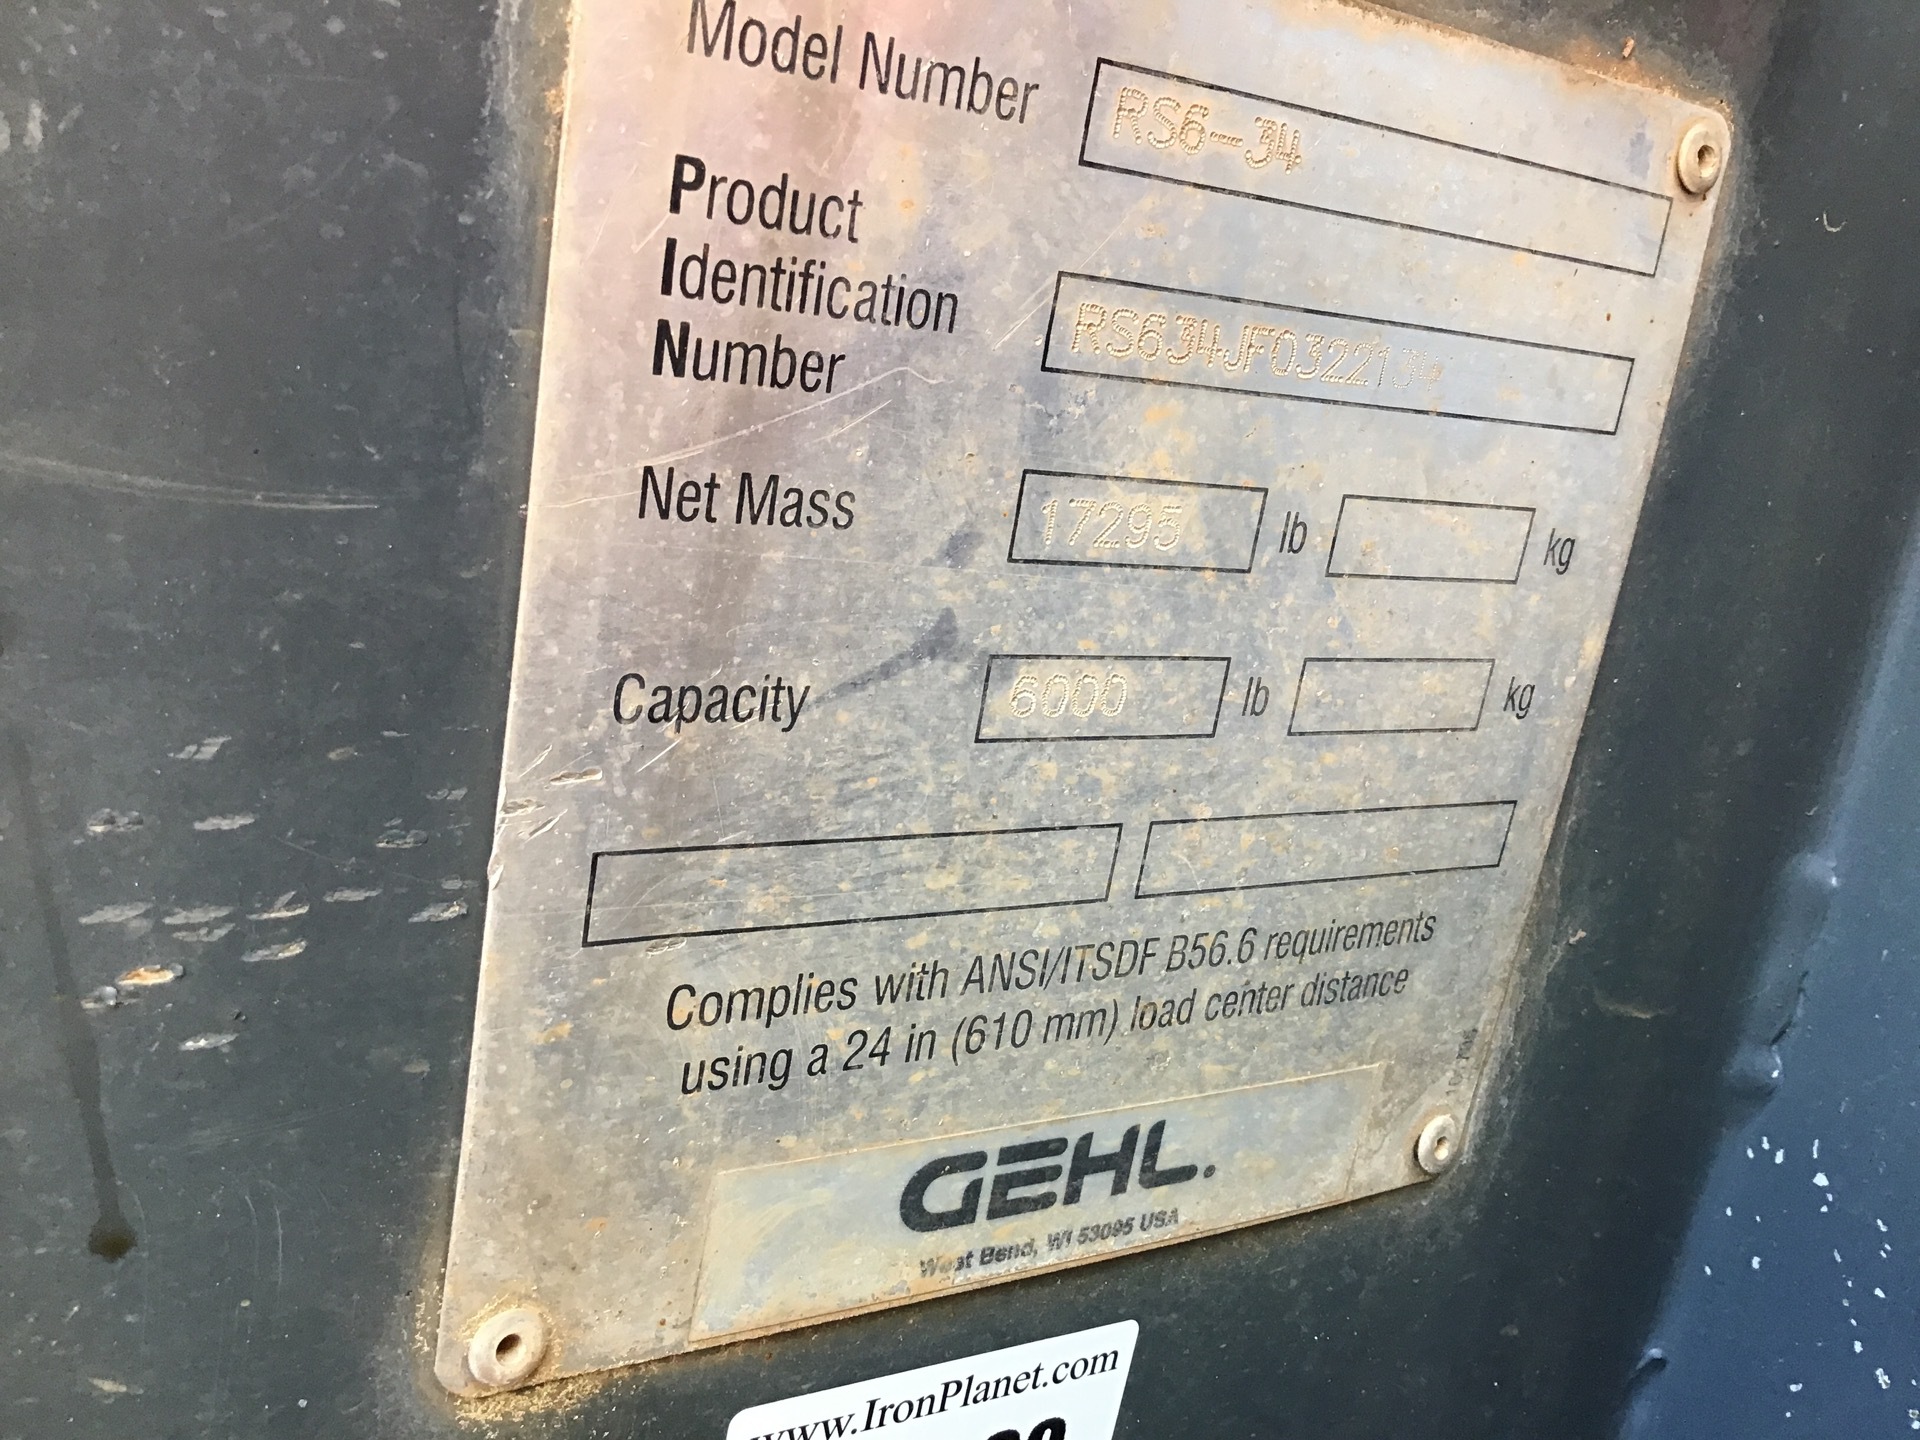 Model Number RS6-34
Product
Identification RS634JF0322134
Number
Net Mass 17295 lb kg
Capacity 6000 lb kg
Complies with ANSI/ITSDF B56.6 requirements
using a 24 in (610 mm) load center distance
GEHL.
West Bend, WI 53095 USA
www.IronPlanet.com